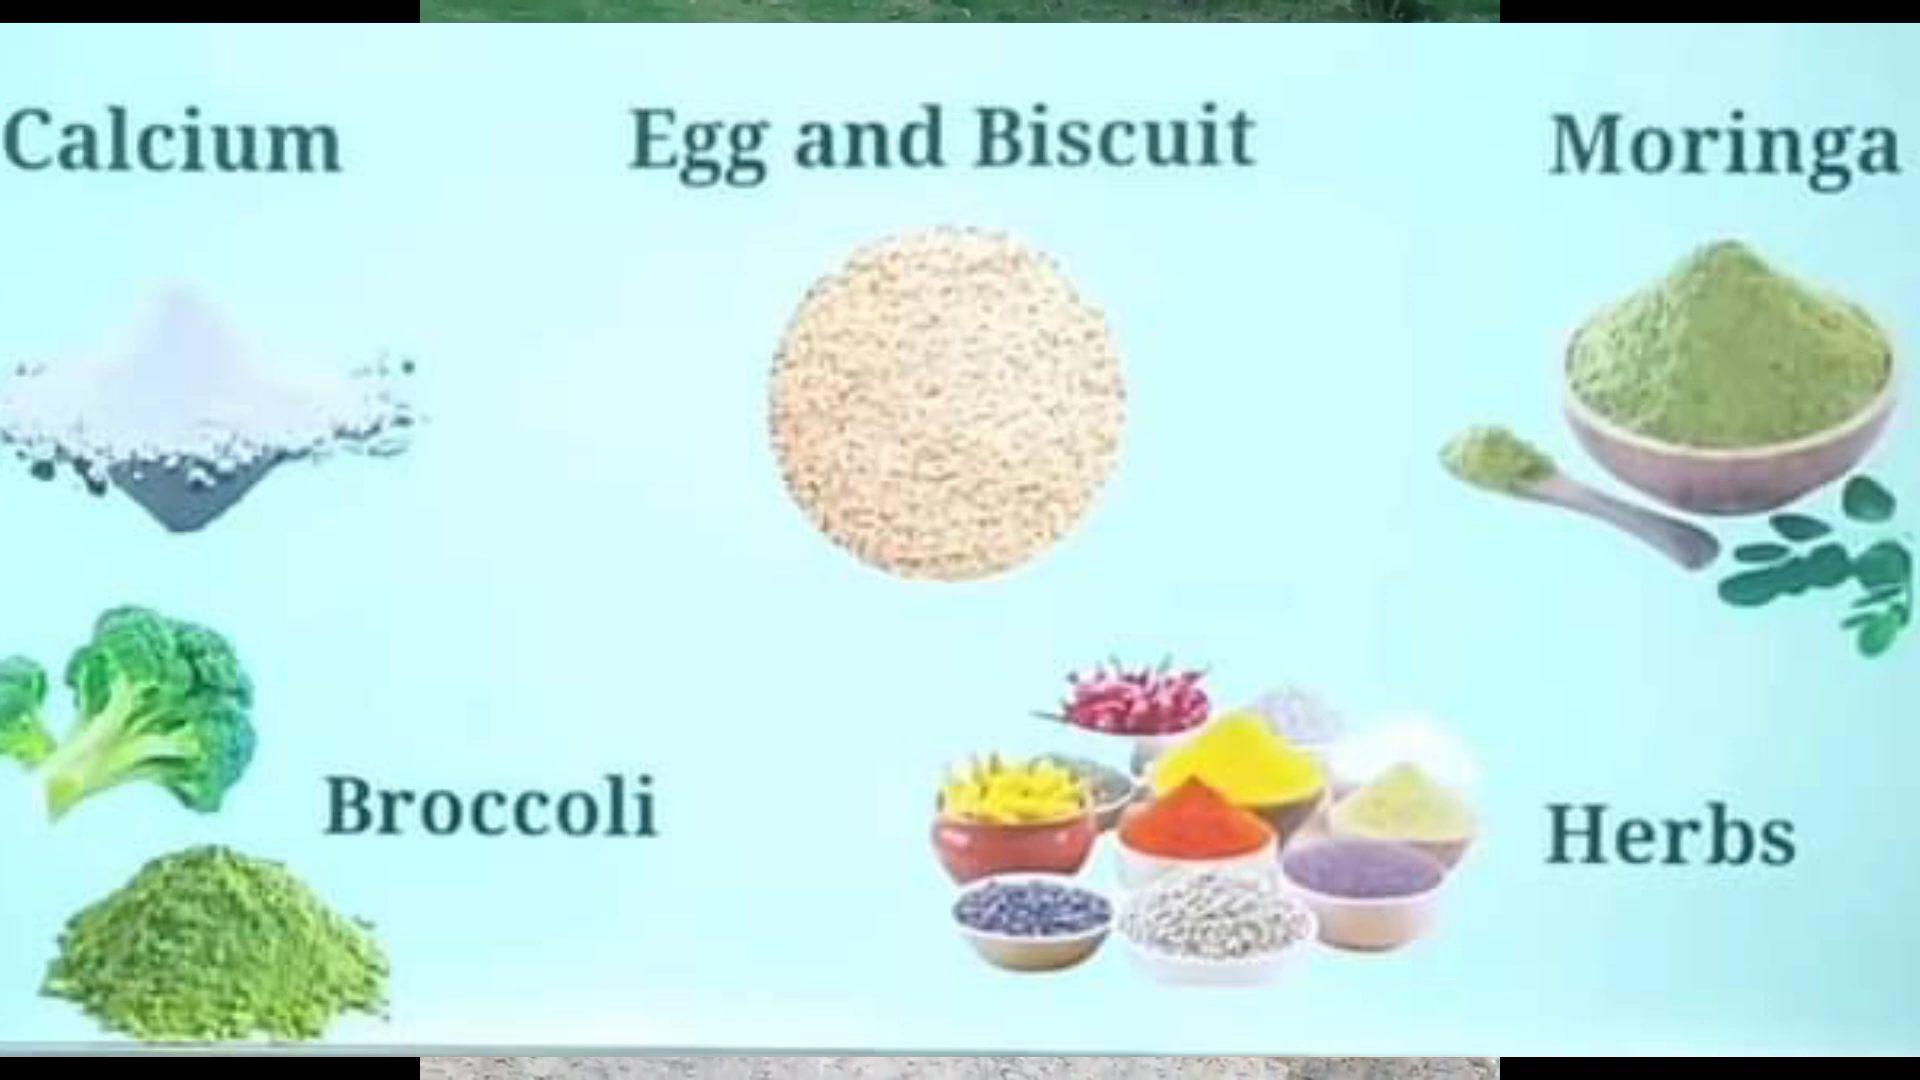 Calcium
Egg and Biscuit
Moringa
Broccoli
Herbs